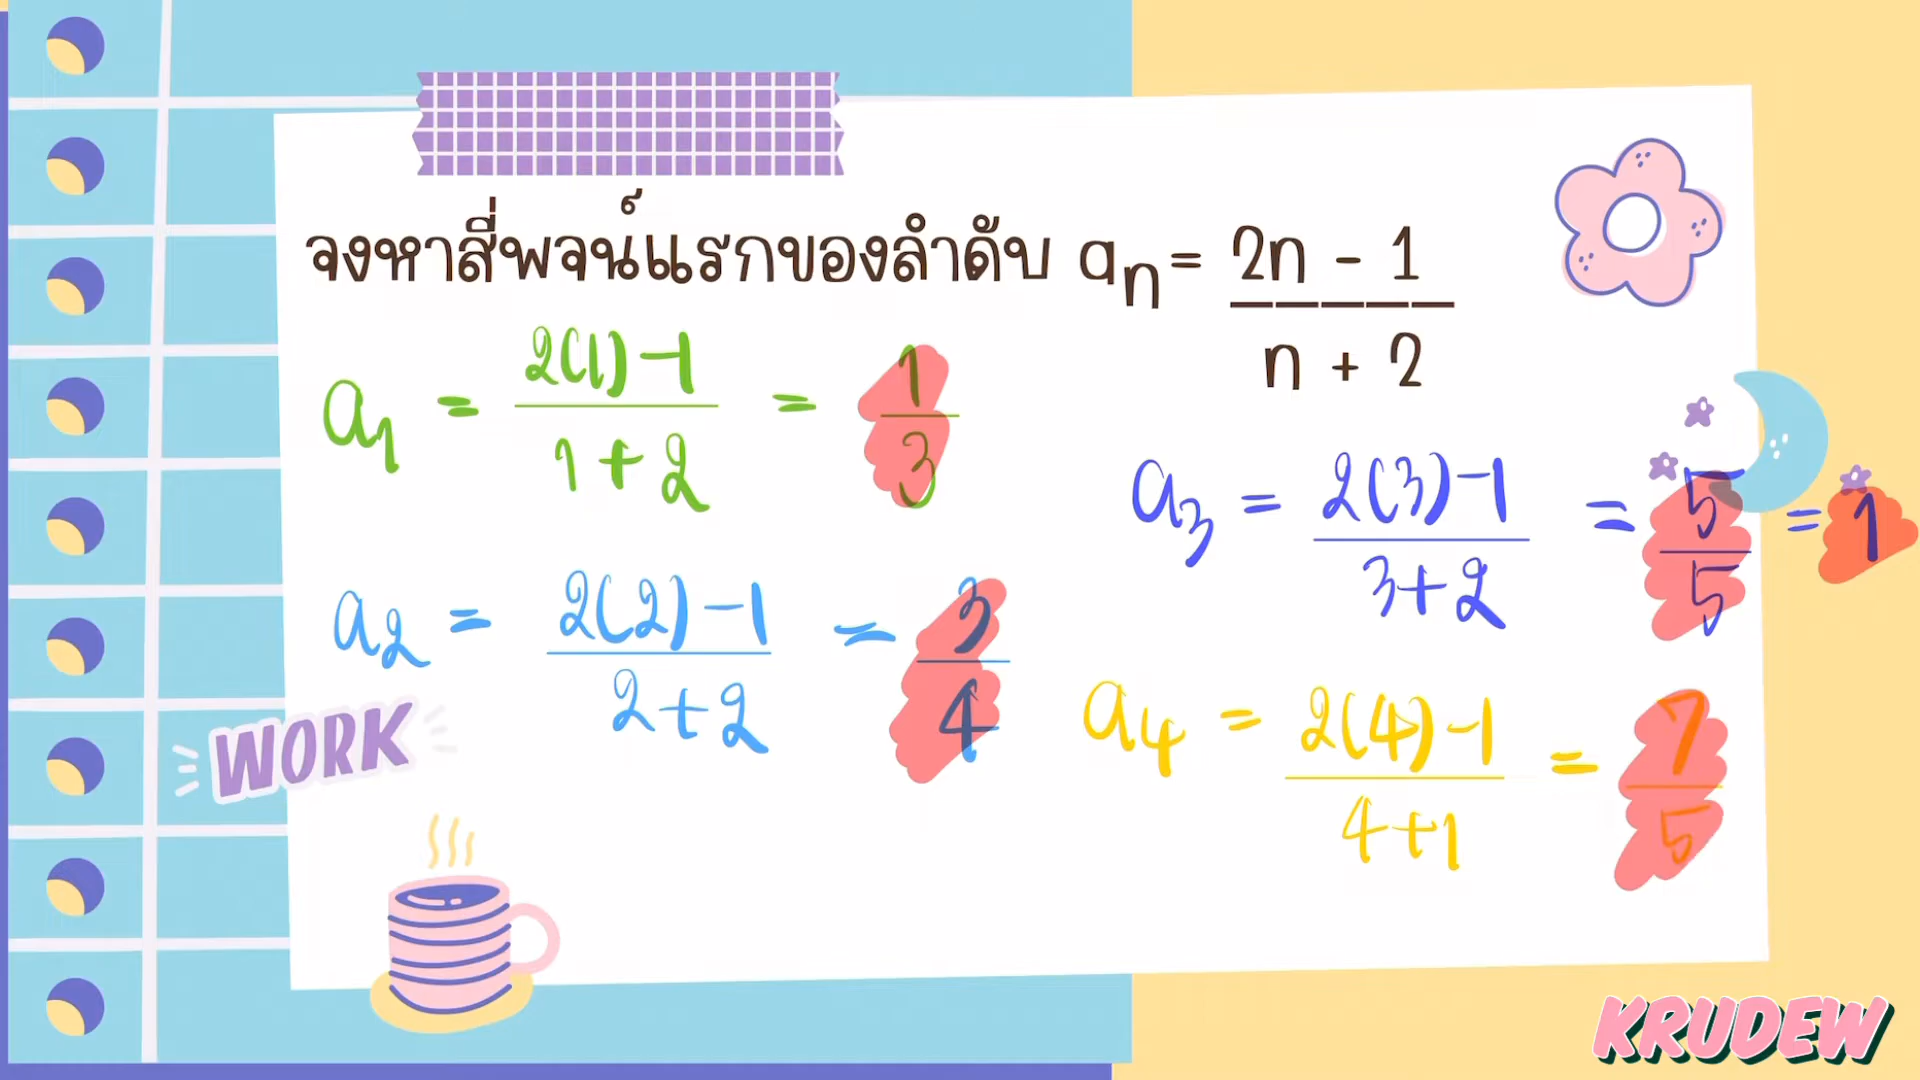 จงหาสี่พจน์แรกของลำดับ an = 2n - 1
_____
n + 2
a1 = 2(1)-1 / 1+2 = 1/3
a2 = 2(2)-1 / 2+2 = 3/4
a3 = 2(3)-1 / 3+2 = 5/5 = 1
a4 = 2(4)-1 / 4+1 = 7/5
WORK
KRUDEW